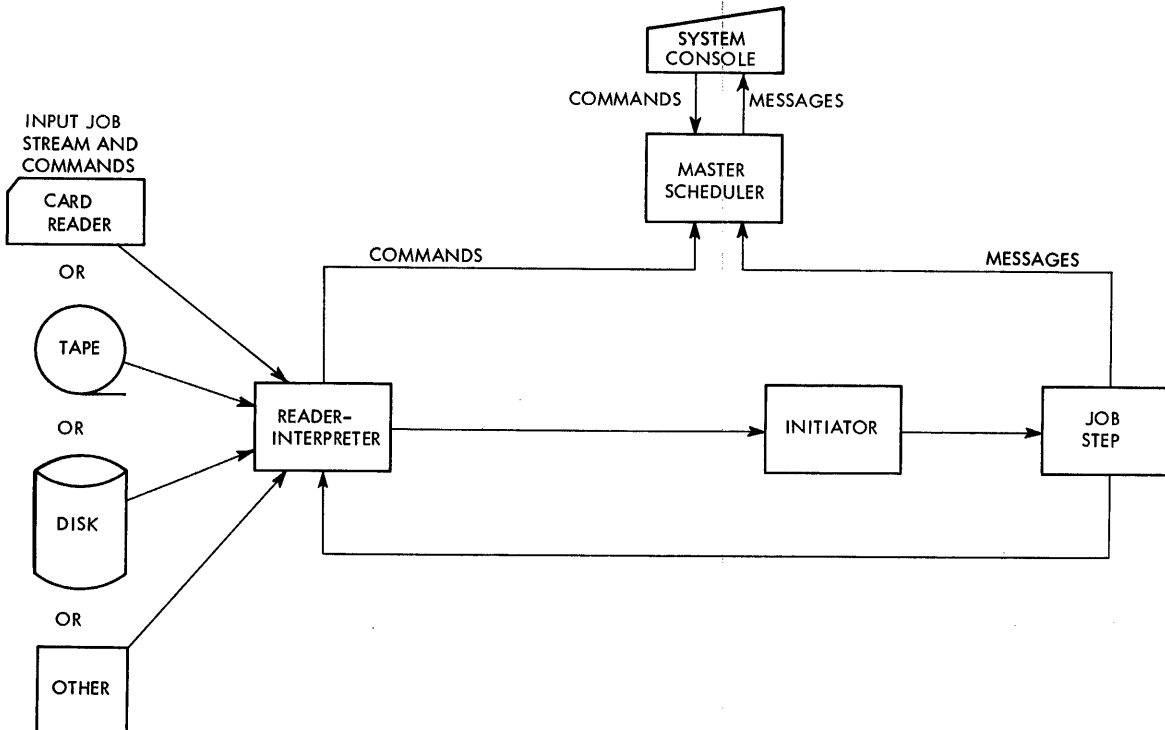 SYSTEM
CONSOLE
COMMANDS
MESSAGES
INPUT JOB
STREAM AND
COMMANDS
CARD
READER
MASTER
SCHEDULER
OR
COMMANDS
MESSAGES
TAPE
OR
READER-
INTERPRETER
INITIATOR
JOB
STEP
DISK
OR
OTHER